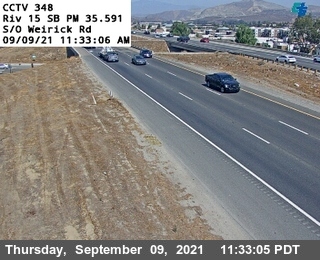 CCTV 348
Riv 15 SB PM 35.591
S/O Weirick Rd
09/09/21 11:33:06 AM
Thursday, September 09, 2021 11:33:05 PDT